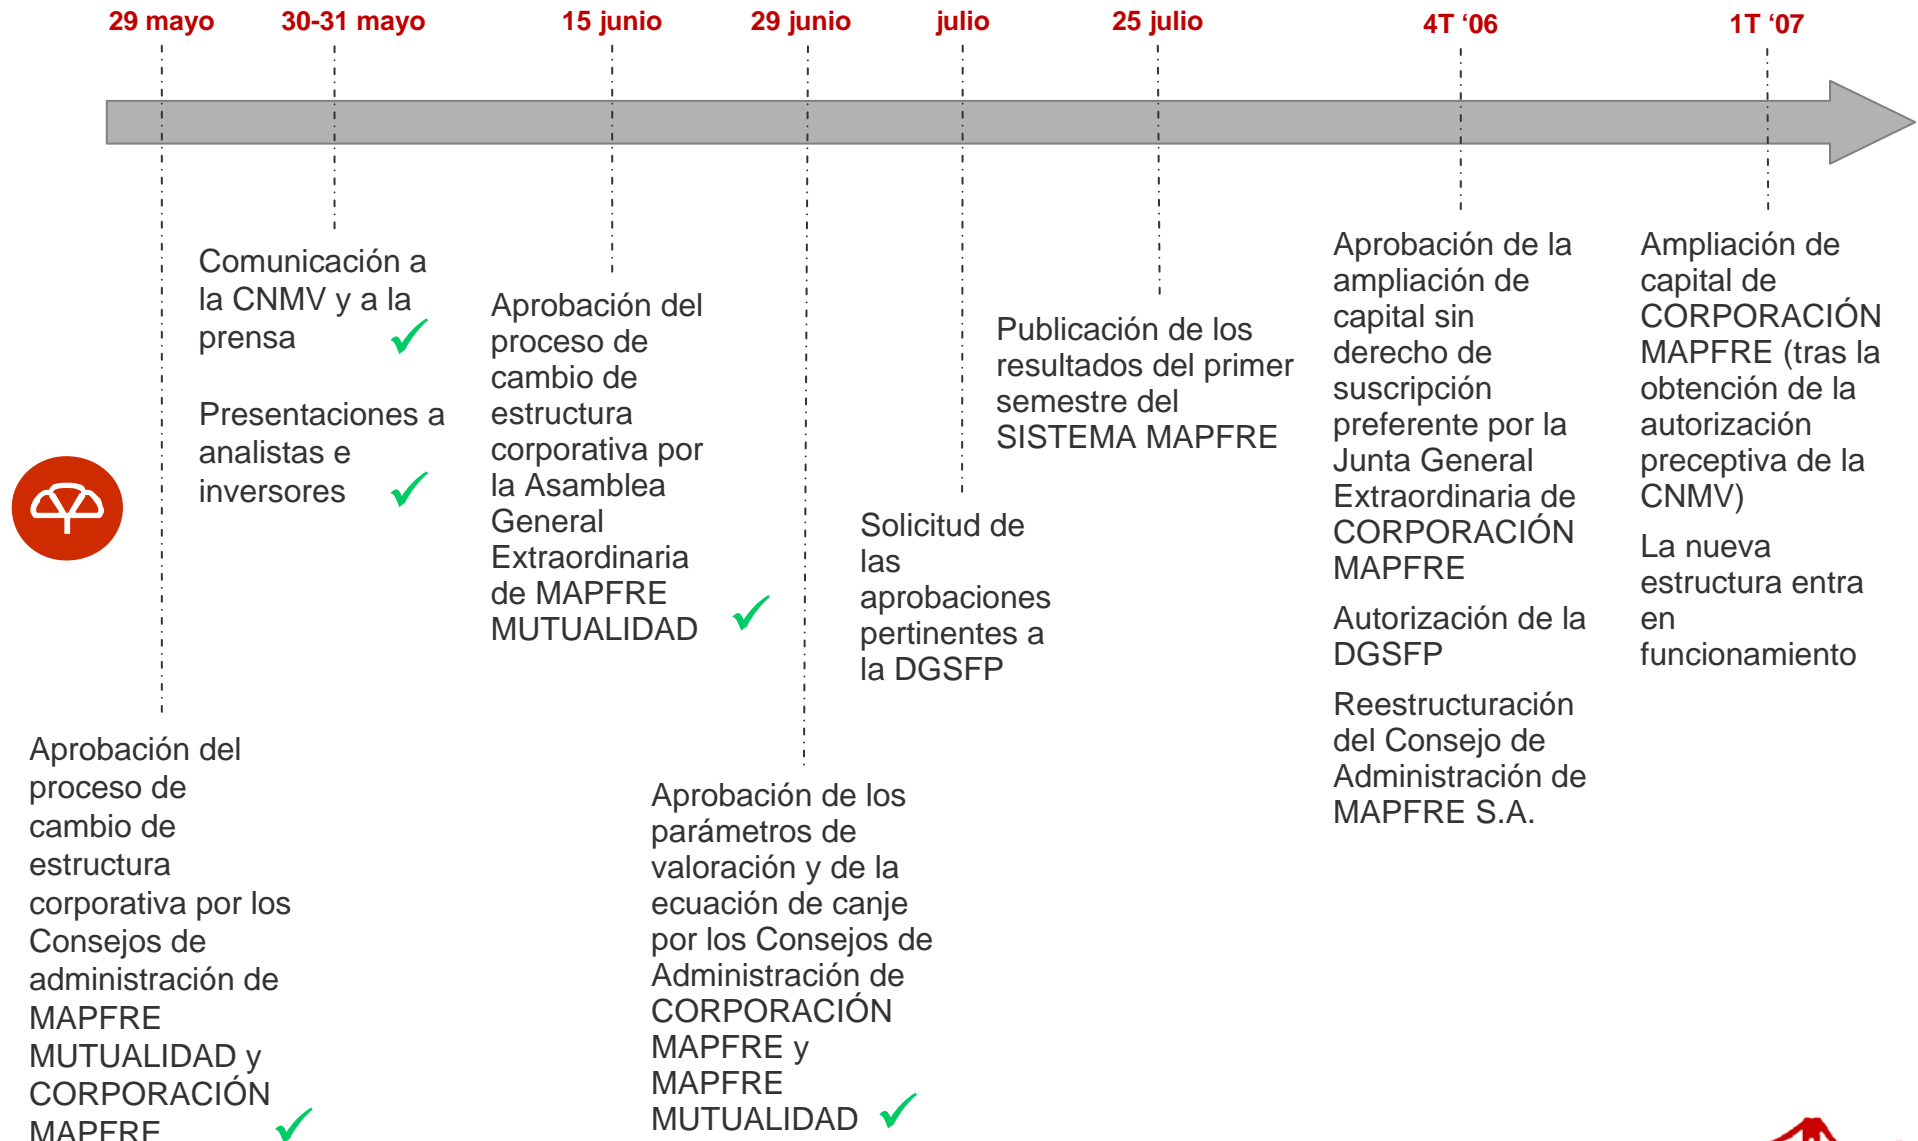 29 mayo
30-31 mayo
15 junio
29 junio
julio
25 julio
4T ‘06
1T ‘07
Comunicación a
la CNMV y a la
prensa
Presentaciones a
analistas e
inversores
Aprobación del
proceso de
cambio de
estructura
corporativa por
la Asamblea
General
Extraordinaria
de MAPFRE
MUTUALIDAD
Solicitud de
las
aprobaciones
pertinentes a
la DGSFP
Publicación de los
resultados del primer
semestre del
SISTEMA MAPFRE
Aprobación de la
ampliación de
capital sin
derecho de
suscripción
preferente por la
Junta General
Extraordinaria de
CORPORACIÓN
MAPFRE
Autorización de la
DGSFP
Reestructuración
del Consejo de
Administración de
MAPFRE S.A.
Ampliación de
capital de
CORPORACIÓN
MAPFRE (tras la
obtención de la
autorización
preceptiva de la
CNMV)
La nueva
estructura entra
en
funcionamiento
Aprobación del
proceso de
cambio de
estructura
corporativa por los
Consejos de
administración de
MAPFRE
MUTUALIDAD y
CORPORACIÓN
MAPFRE
Aprobación de los
parámetros de
valoración y de la
ecuación de canje
por los Consejos de
Administración de
CORPORACIÓN
MAPFRE y
MAPFRE
MUTUALIDAD